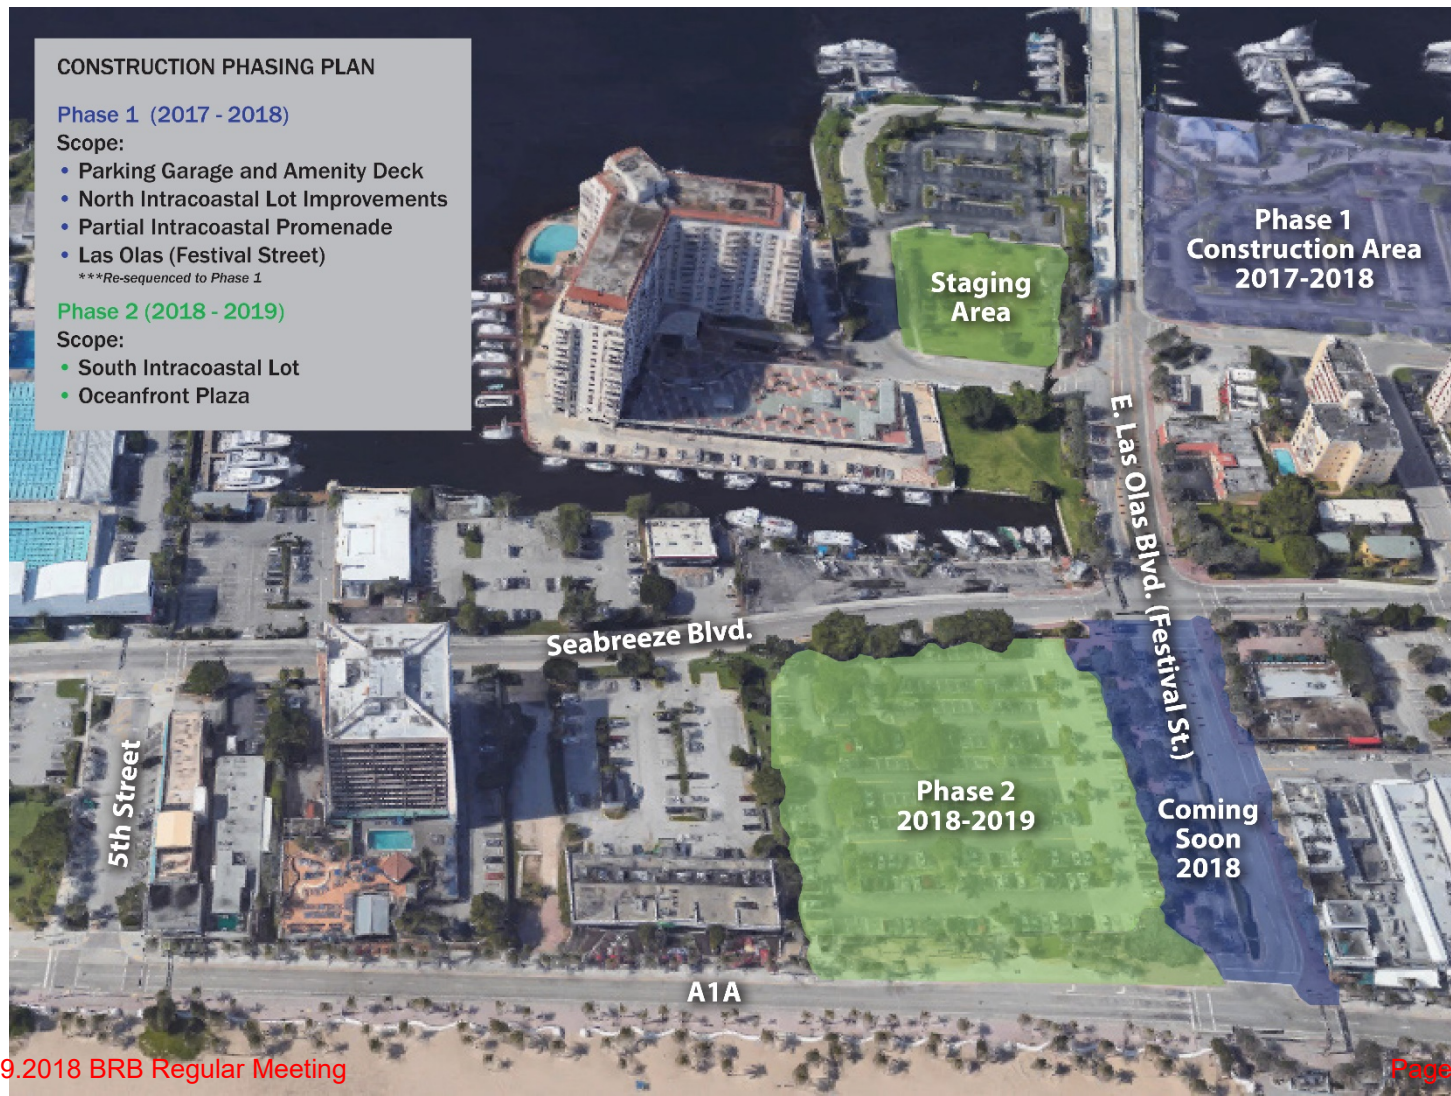 CONSTRUCTION PHASING PLAN
Phase 1 (2017 - 2018)
Scope:
• Parking Garage and Amenity Deck
• North Intracoastal Lot Improvements
• Partial Intracoastal Promenade
• Las Olas (Festival Street)
***Re-sequenced to Phase 1
Phase 2 (2018 - 2019)
Scope:
• South Intracoastal Lot
• Oceanfront Plaza
Phase 1
Construction Area
2017-2018
Staging
Area
E. Las Olas Blvd. (Festival St.)
Seabreeze Blvd.
5th Street
Phase 2
2018-2019
Coming
Soon
2018
A1A
9.2018 BRB Regular Meeting
Page